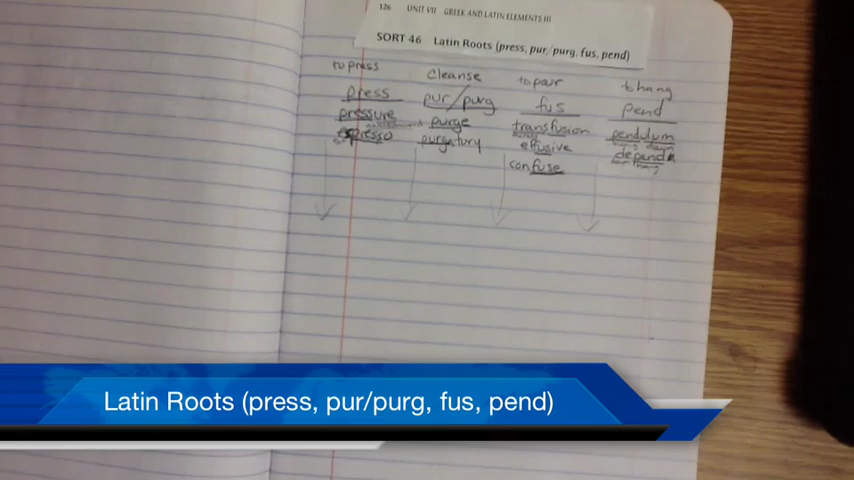 126 UNIT VII GREEK AND LATIN ELEMENTS III
SORT 46 Latin Roots (press, pur/purg, fus, pend)
to press cleanse to pour to hang
press pur/purg fus pend
pressure purge transfusion pendulum
espresso purgatory effusive depend
confuse
Latin Roots (press, pur/purg, fus, pend)